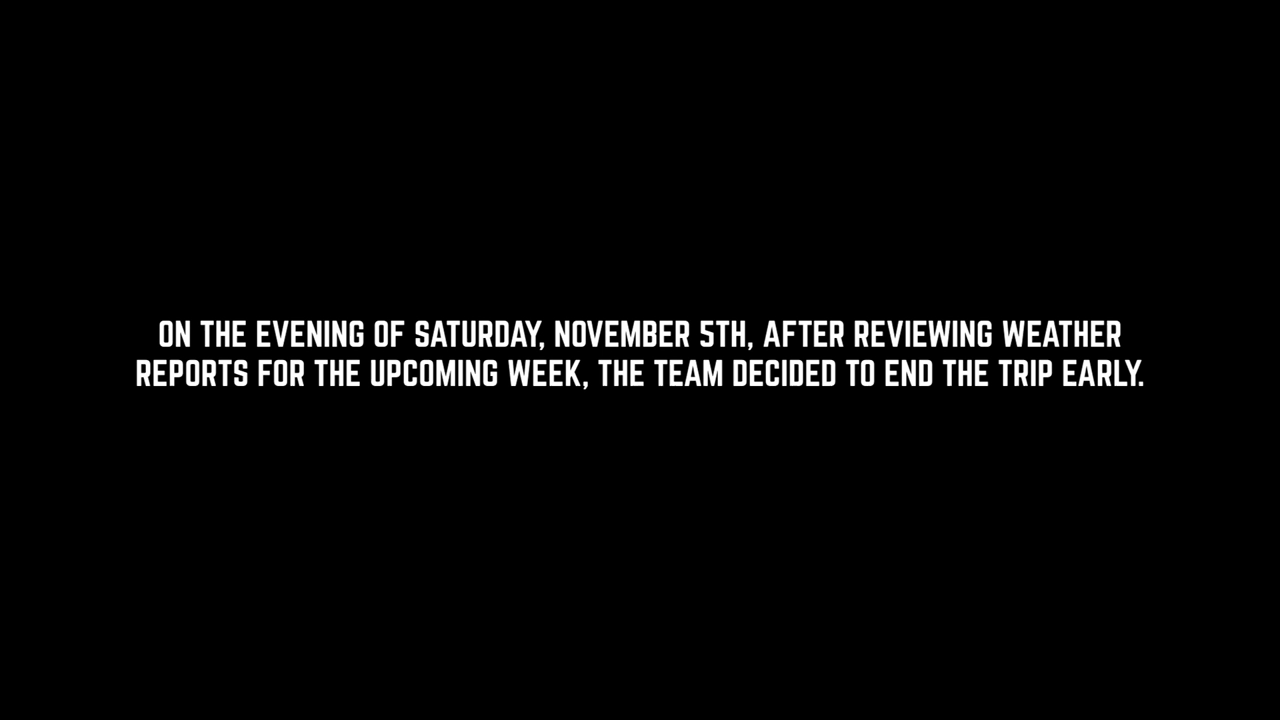 ON THE EVENING OF SATURDAY, NOVEMBER 5TH, AFTER REVIEWING WEATHER
REPORTS FOR THE UPCOMING WEEK, THE TEAM DECIDED TO END THE TRIP EARLY.